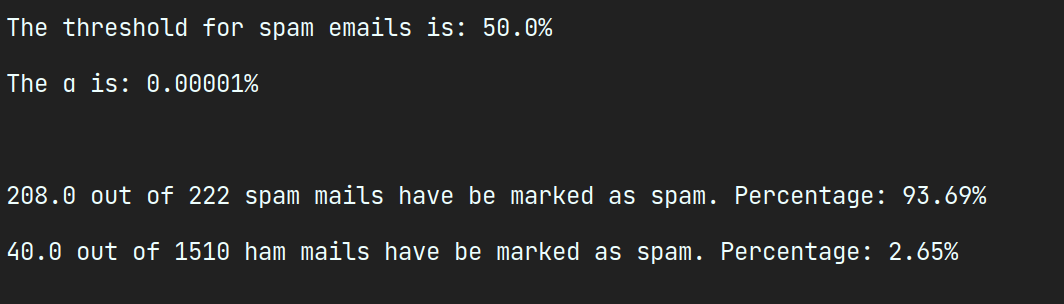 The threshold for spam emails is: 50.0%
The α is: 0.00001%
208.0 out of 222 spam mails have be marked as spam. Percentage: 93.69%
40.0 out of 1510 ham mails have be marked as spam. Percentage: 2.65%